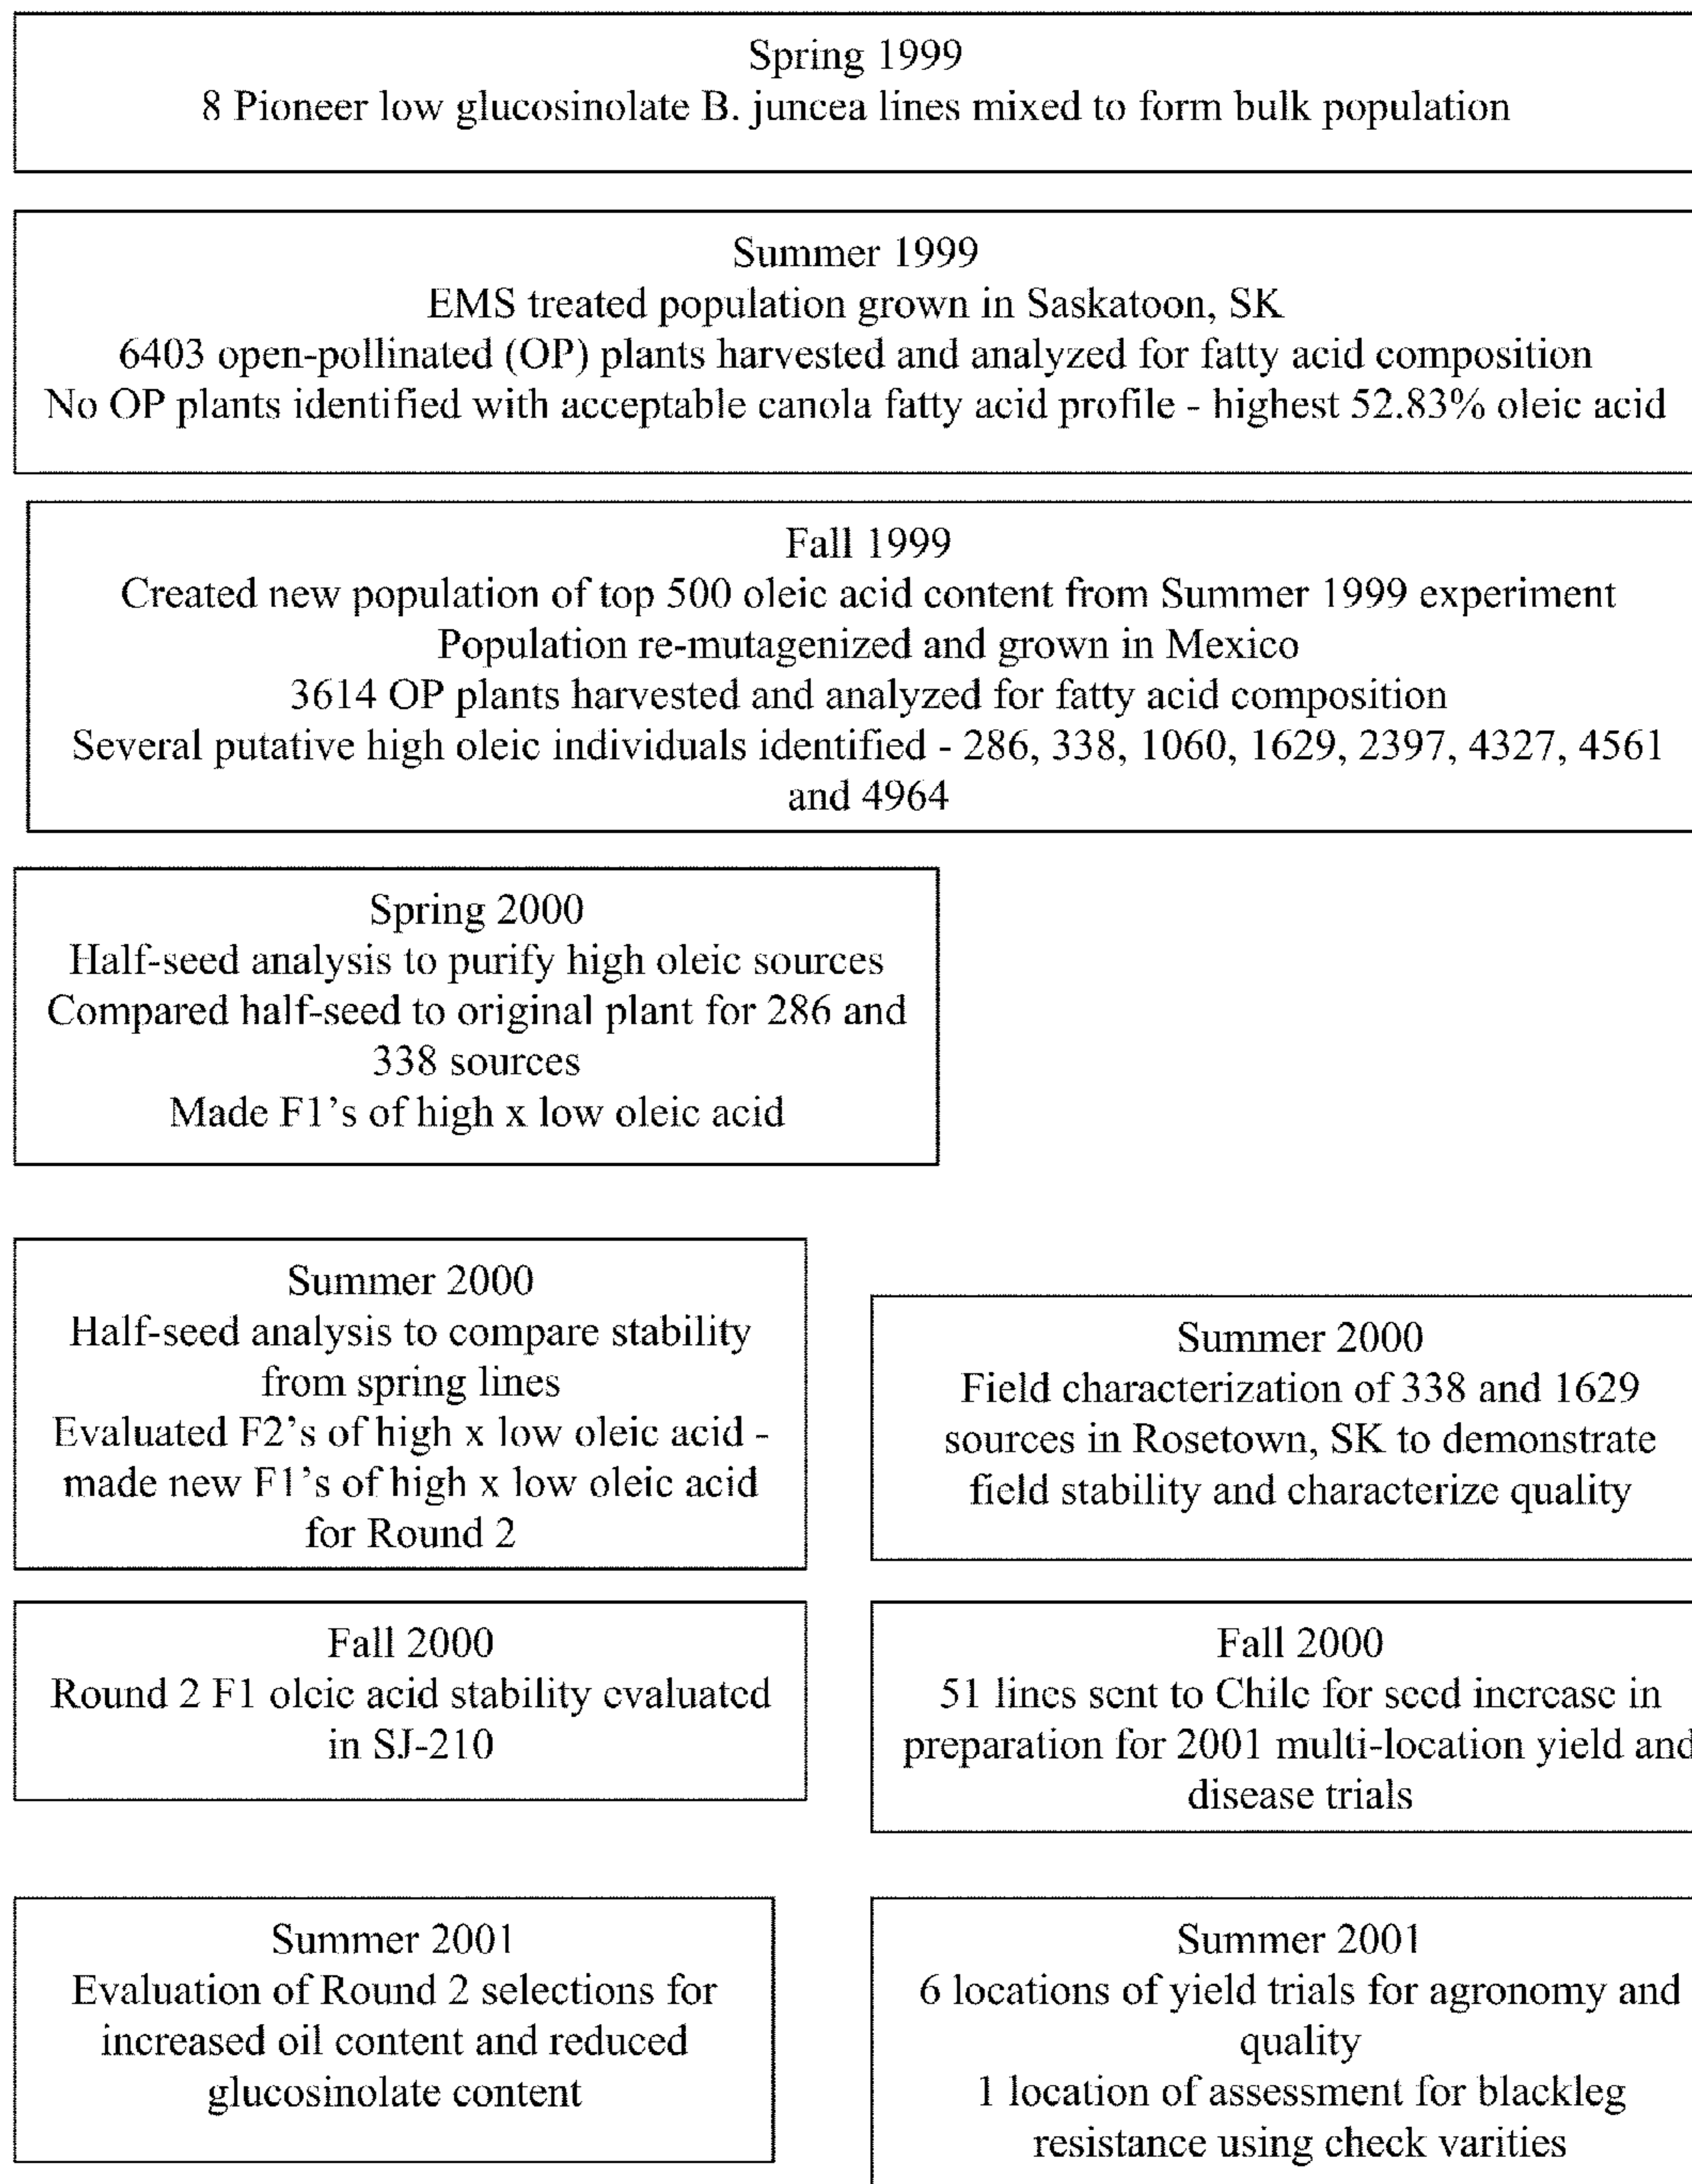 Spring 1999
8 Pioneer low glucosinolate B. juncea lines mixed to form bulk population
Summer 1999
EMS treated population grown in Saskatoon, SK
6403 open-pollinated (OP) plants harvested and analyzed for fatty acid composition
No OP plants identified with acceptable canola fatty acid profile - highest 52.83% oleic acid
Fall 1999
Created new population of top 500 oleic acid content from Summer 1999 experiment
Population re-mutagenized and grown in Mexico
3614 OP plants harvested and analyzed for fatty acid composition
Several putative high oleic individuals identified - 286, 338, 1060, 1629, 2397, 4327, 4561
and 4964
Spring 2000
Half-seed analysis to purify high oleic sources
Compared half-seed to original plant for 286 and
338 sources
Made F1's of high x low oleic acid
Summer 2000
Half-seed analysis to compare stability
from spring lines
Evaluated F2's of high x low oleic acid -
made new F1's of high x low oleic acid
for Round 2
Summer 2000
Field characterization of 338 and 1629
sources in Rosetown, SK to demonstrate
field stability and characterize quality
Fall 2000
Round 2 F1 oleic acid stability evaluated
in SJ-210
Fall 2000
51 lines sent to Chile for seed increase in
preparation for 2001 multi-location yield and
disease trials
Summer 2001
Evaluation of Round 2 selections for
increased oil content and reduced
glucosinolate content
Summer 2001
6 locations of yield trials for agronomy and
quality
1 location of assessment for blackleg
resistance using check varities